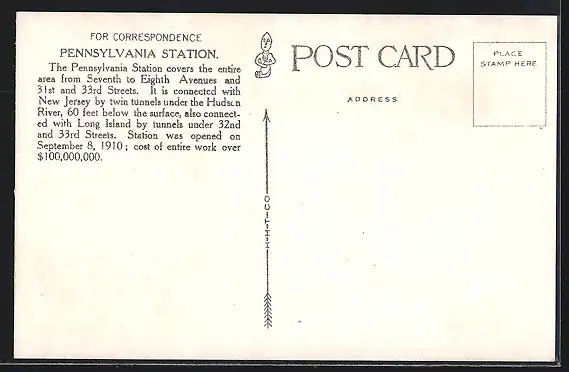 FOR CORRESPONDENCE
PENNSYLVANIA STATION.
The Pennsylvania Station covers the entire
area from Seventh to Eighth Avenues and
31st and 33rd Streets. It is connected with
New Jersey by twin tunnels under the Hudson
River, 60 feet below the surface, also connect-
ed with Long Island by tunnels under 32nd
and 33rd Streets. Station was opened on
September 8, 1910; cost of entire work over
$100,000,000.
POST CARD
ADDRESS
PLACE
STAMP HERE